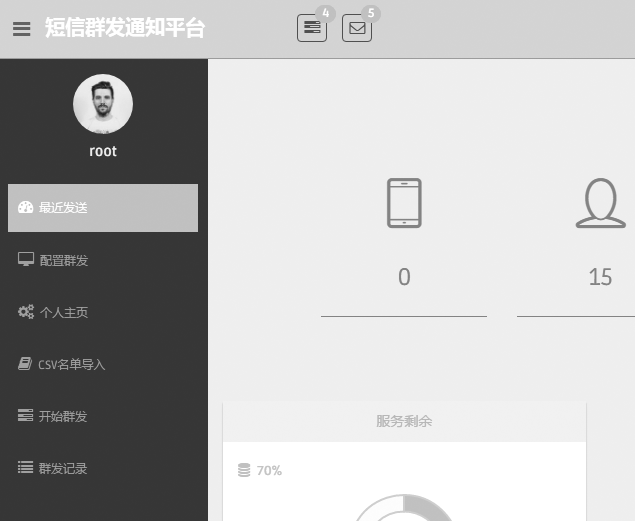 短信群发通知平台
4
5
root
最近发送
配置群发
个人主页
CSV名单导入
开始群发
群发记录
0
15
服务剩余
70%